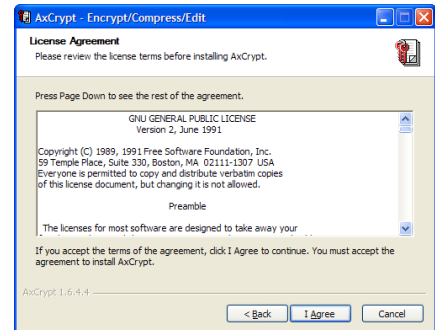 AxCrypt - Encrypt/Compress/Edit
License Agreement
Please review the license terms before installing AxCrypt.
Press Page Down to see the rest of the agreement.
GNU GENERAL PUBLIC LICENSE
Version 2, June 1991
Copyright (C) 1989, 1991 Free Software Foundation, Inc.
59 Temple Place, Suite 330, Boston, MA 02111-1307 USA
Everyone is permitted to copy and distribute verbatim copies
of this license document, but changing it is not allowed.
Preamble
The licenses for most software are designed to take away your
If you accept the terms of the agreement, click I Agree to continue. You must accept the
agreement to install AxCrypt.
AxCrypt 1.6.4.4
< Back
I Agree
Cancel